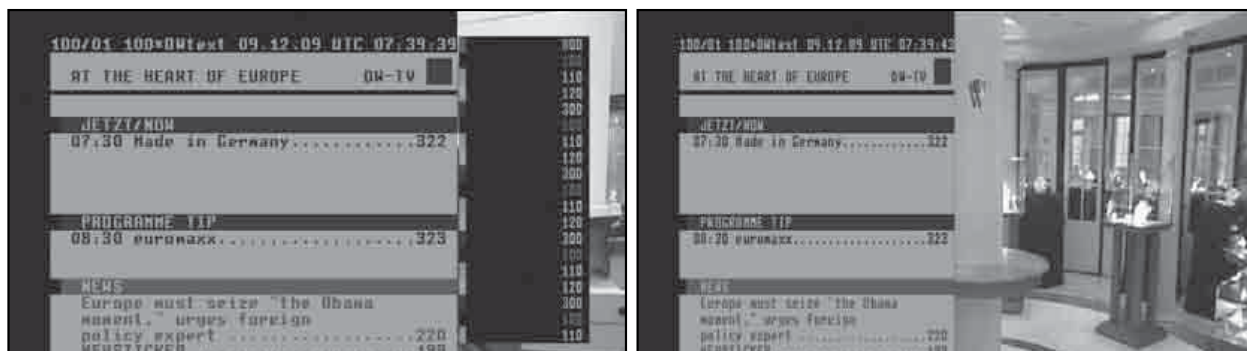 100/01 100*DWtext 09.12.09 UTC 07:39:39
AT THE HEART OF EUROPE DW-TV
JETZT/NOW
07:30 Made in Germany............322
PROGRAMME TIP
08:30 euromaxx..................323
NEWS
Europe must seize "the Obama
moment," urges foreign
policy expert ..................220
NEWSTICKER
110
120
300
110
120
300
110
120
300
110
120
300
110
100/01 100*DWtext 09.12.09 UTC 07:39:43
AT THE HEART OF EUROPE DW-TV
JETZT/NOW
07:30 Made in Germany............322
PROGRAMME TIP
08:30 euromaxx..................323
NEWS
Europe must seize "the Obama
moment," urges foreign
policy expert ..................220
NEWSTICKER